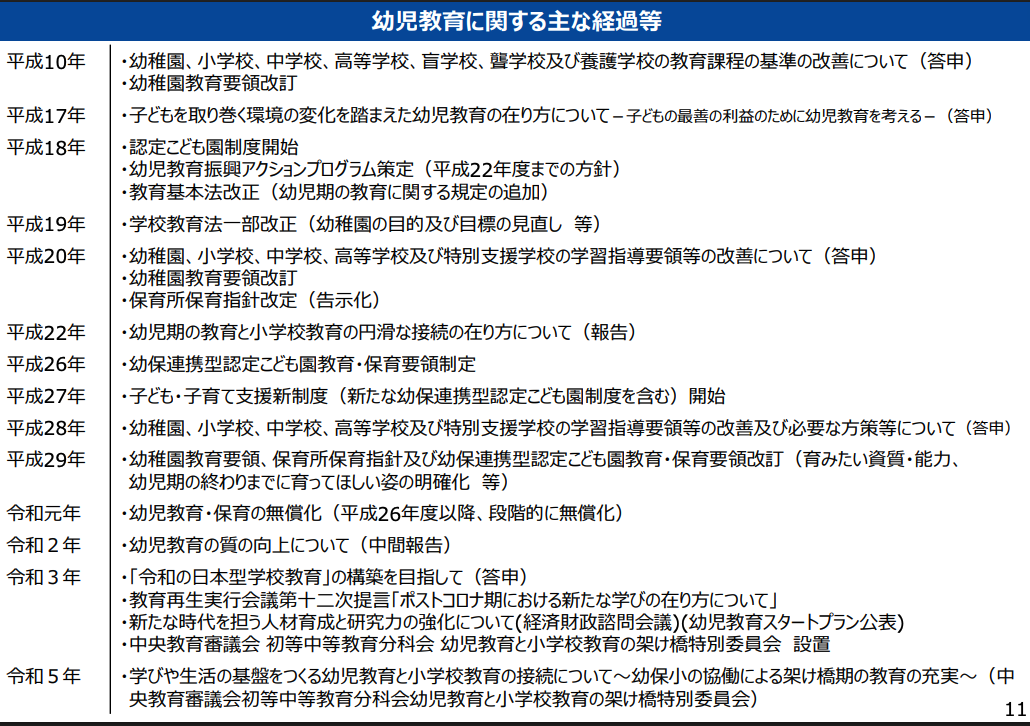 幼児教育に関する主な経過等
平成10年 ・幼稚園、小学校、中学校、高等学校、盲学校、聾学校及び養護学校の教育課程の基準の改善について（答申）
・幼稚園教育要領改訂
平成17年 ・子どもを取り巻く環境の変化を踏まえた幼児教育の在り方について－子どもの最善の利益のために幼児教育を考える－（答申）
平成18年 ・認定こども園制度開始
・幼児教育振興アクションプログラム策定（平成22年度までの方針）
・教育基本法改正（幼児期の教育に関する規定の追加）
平成19年 ・学校教育法一部改正（幼稚園の目的及び目標の見直し 等）
平成20年 ・幼稚園、小学校、中学校、高等学校及び特別支援学校の学習指導要領等の改善について（答申）
・幼稚園教育要領改訂
・保育所保育指針改定（告示化）
平成22年 ・幼児期の教育と小学校教育の円滑な接続の在り方について（報告）
平成26年 ・幼保連携型認定こども園教育・保育要領制定
平成27年 ・子ども・子育て支援新制度（新たな幼保連携型認定こども園制度を含む）開始
平成28年 ・幼稚園、小学校、中学校、高等学校及び特別支援学校の学習指導要領等の改善及び必要な方策等について（答申）
平成29年 ・幼稚園教育要領、保育所保育指針及び幼保連携型認定こども園教育・保育要領改訂（育みたい資質・能力、
幼児期の終わりまでに育ってほしい姿の明確化 等）
令和元年 ・幼児教育・保育の無償化（平成26年度以降、段階的に無償化）
令和２年 ・幼児教育の質の向上について（中間報告）
令和３年 ・「令和の日本型学校教育」の構築を目指して（答申）
・教育再生実行会議第十二次提言「ポストコロナ期における新たな学びの在り方について」
・新たな時代を担う人材育成と研究力の強化について(経済財政諮問会議)(幼児教育スタートプラン公表)
・中央教育審議会 初等中等教育分科会 幼児教育と小学校教育の架け橋特別委員会 設置
令和５年 ・学びや生活の基盤をつくる幼児教育と小学校教育の接続について～幼保小の協働による架け橋期の教育の充実～（中
央教育審議会初等中等教育分科会幼児教育と小学校教育の架け橋特別委員会）
11